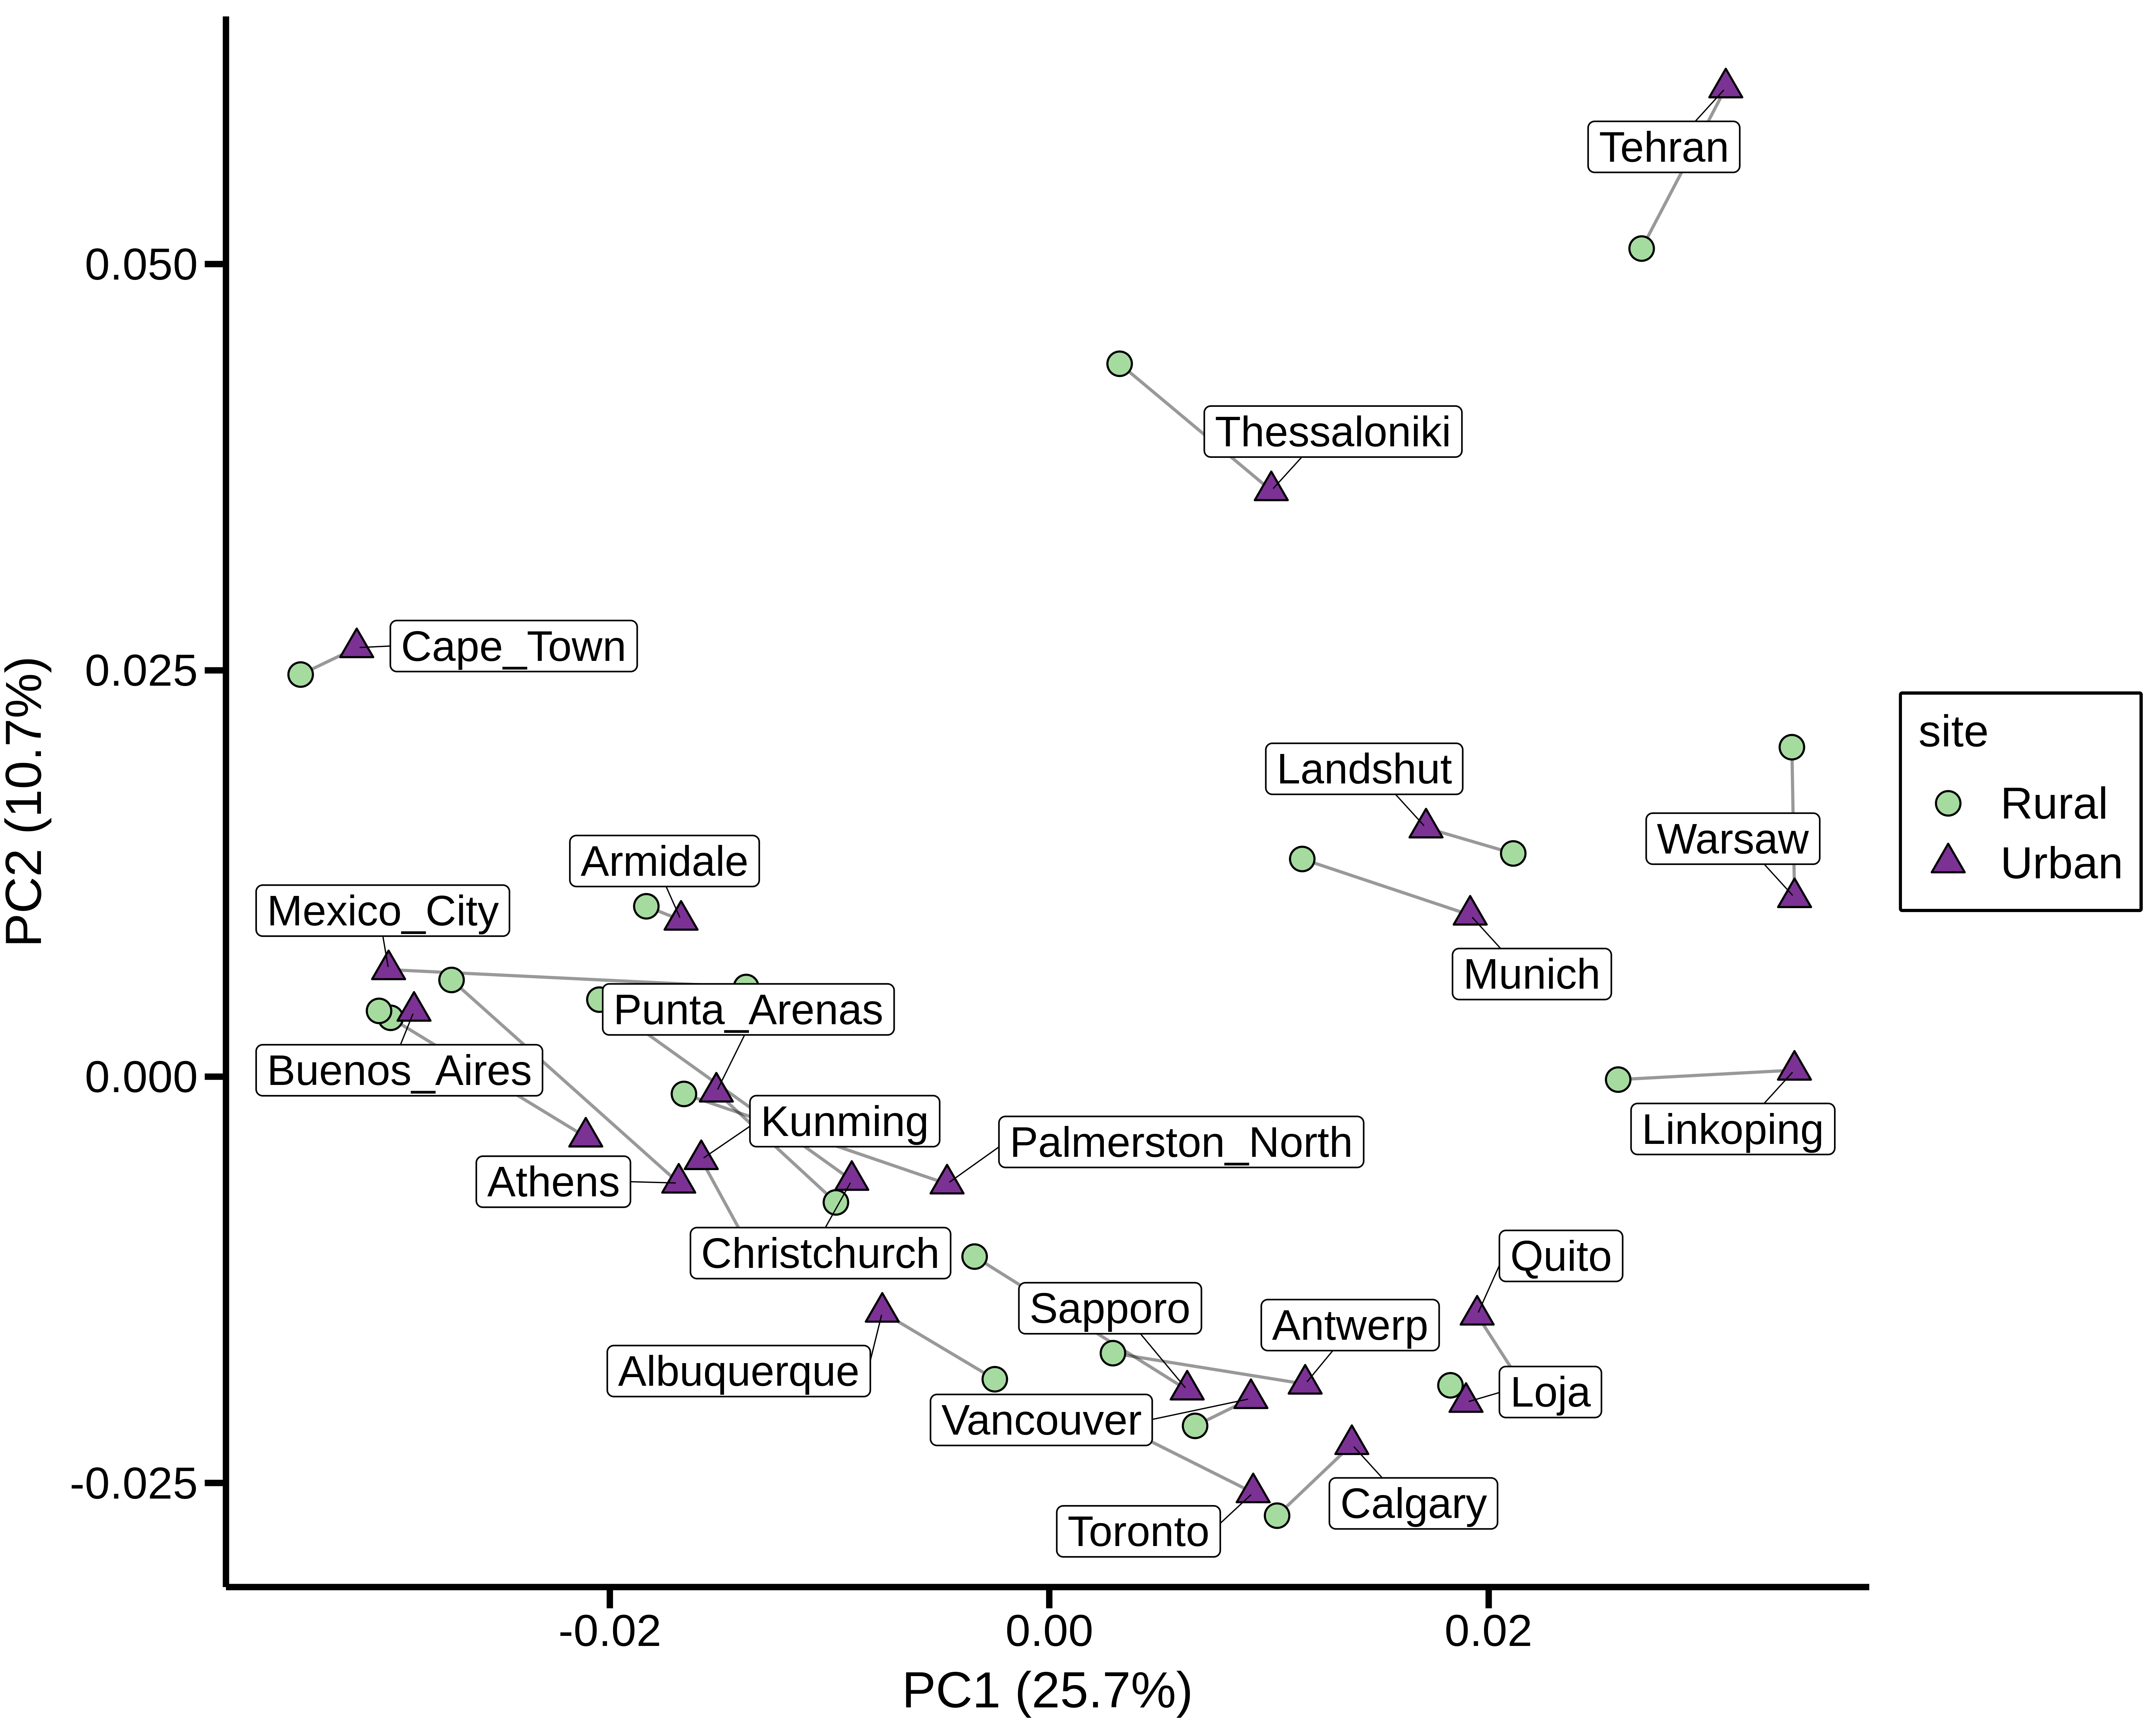 Tehran
0.050
Thessaloniki
Cape_Town
0.025
site
Landshut
Rural
Warsaw
Armidale
Urban
Mexico_City
Munich
Punta_Arenas
Buenos_Aires
0.000
Kunming
Linkoping
Palmerston_North
Athens
Christchurch
Quito
Sapporo
Antwerp
Albuquerque
Loja
Vancouver
-0.025
Calgary
Toronto
-0.02 0.00 0.02
PC1 (25.7%)
PC2 (10.7%)